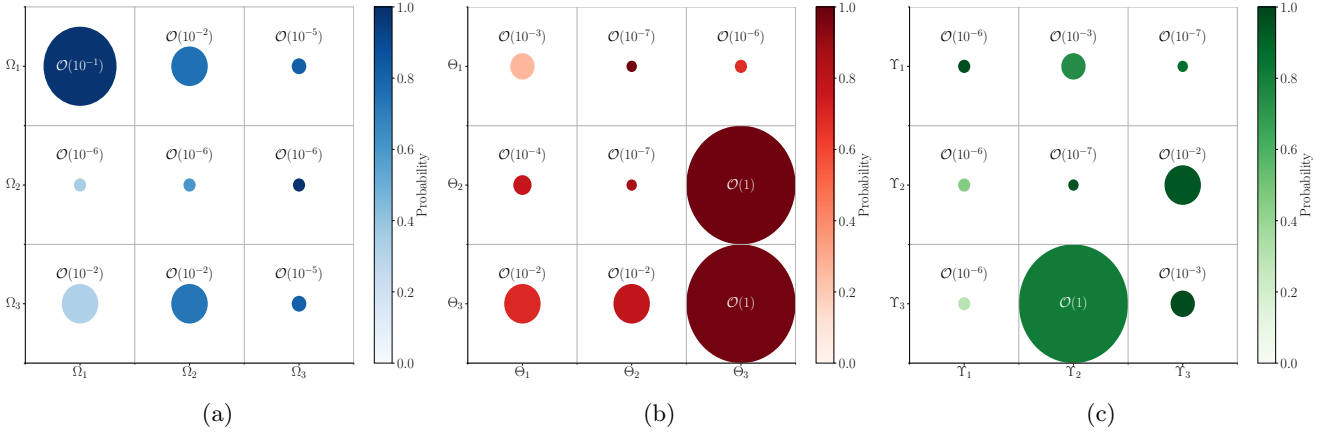 𝒪(10⁻¹) 𝒪(10⁻²) 𝒪(10⁻⁵)
𝒪(10⁻⁶) 𝒪(10⁻⁶) 𝒪(10⁻⁶)
𝒪(10⁻²) 𝒪(10⁻²) 𝒪(10⁻⁵)
Ω₁
Ω₂
Ω₃
Ω₁ Ω₂ Ω₃
1.0
0.8
0.6
0.4
0.2
0.0
Probability
(a)
𝒪(10⁻³) 𝒪(10⁻⁷) 𝒪(10⁻⁶)
𝒪(10⁻⁴) 𝒪(10⁻⁷) 𝒪(1)
𝒪(10⁻²) 𝒪(10⁻²) 𝒪(1)
Θ₁
Θ₂
Θ₃
Θ₁ Θ₂ Θ₃
1.0
0.8
0.6
0.4
0.2
0.0
Probability
(b)
𝒪(10⁻⁶) 𝒪(10⁻³) 𝒪(10⁻⁷)
𝒪(10⁻⁶) 𝒪(10⁻⁷) 𝒪(10⁻²)
𝒪(10⁻⁶) 𝒪(1) 𝒪(10⁻³)
ϒ₁
ϒ₂
ϒ₃
ϒ₁ ϒ₂ ϒ₃
1.0
0.8
0.6
0.4
0.2
0.0
Probability
(c)